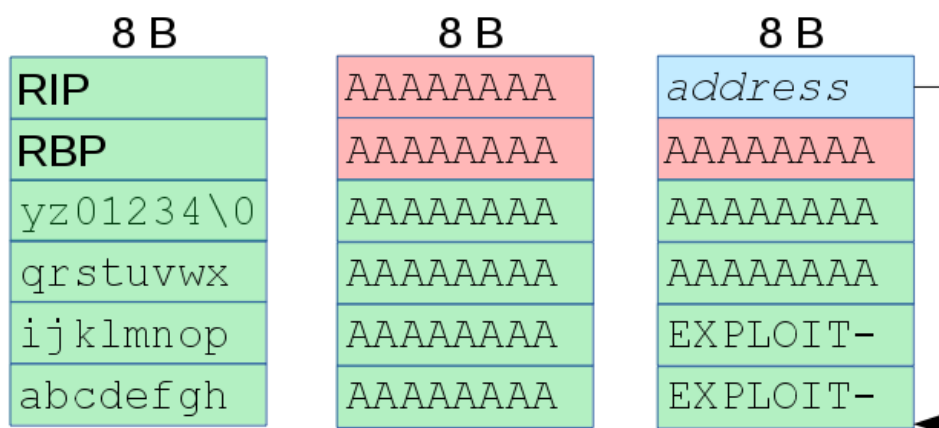 8 B
RIP
RBP
yz01234\0
qrstuvwx
ijklmnop
abcdefgh
8 B
AAAAAAAA
AAAAAAAA
AAAAAAAA
AAAAAAAA
AAAAAAAA
AAAAAAAA
8 B
address
AAAAAAAA
AAAAAAAA
AAAAAAAA
EXPLOIT-
EXPLOIT-